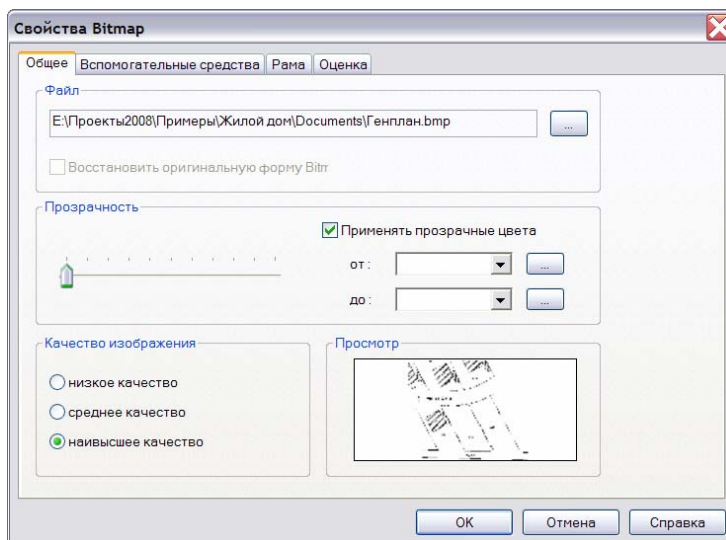 Свойства Bitmap
Общее Вспомогательные средства Рама Оценка
Файл
E:\Проекты2008\Примеры\Жилой дом\Documents\Генплан.bmp
...
Восстановить оригинальную форму Bitm
Прозрачность
Применять прозрачные цвета
от :
...
до :
...
Качество изображения
низкое качество
среднее качество
наивысшее качество
Просмотр
OK Отмена Справка